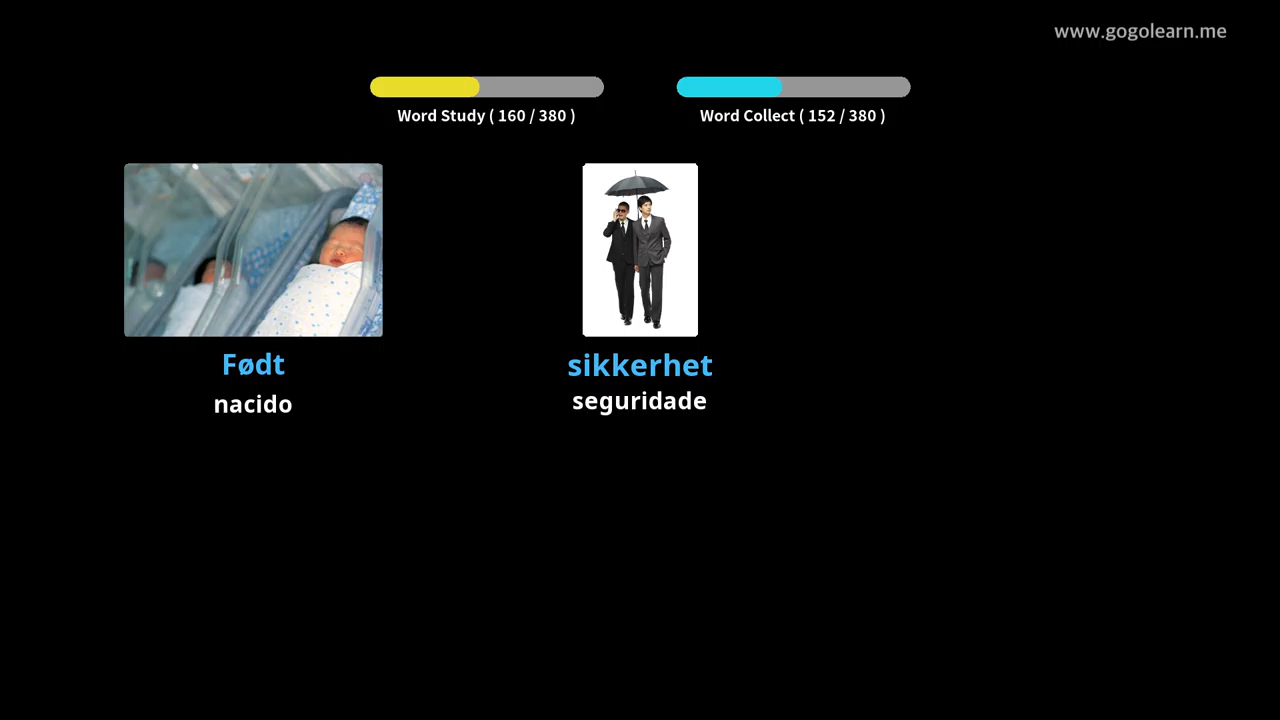 www.gogolearn.me
Word Study ( 160 / 380 )
Word Collect ( 152 / 380 )
Født
nacido
sikkerhet
seguridade